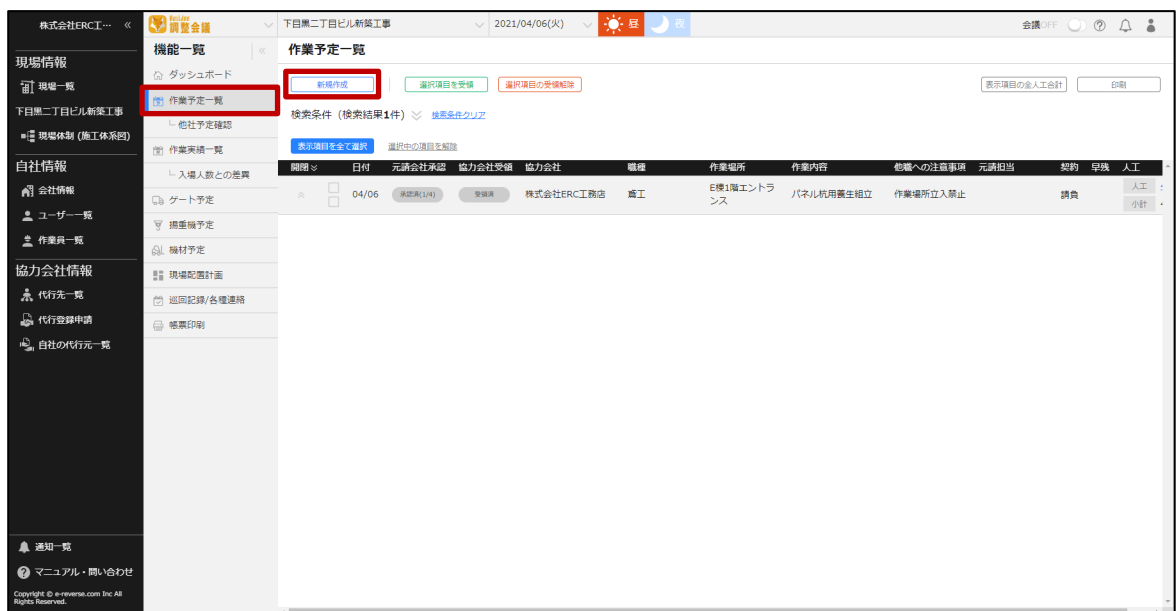 株式会社ERC工… «
現場情報
現場一覧
下目黒二丁目ビル新築工事
現場体制 (施工体系図)
自社情報
会社情報
ユーザー一覧
作業員一覧
協力会社情報
代行先一覧
代行登録申請
自社の代行元一覧
通知一覧
マニュアル・問い合わせ
Copyright © e-reverse.com Inc All
Rights Reserved.
Buildee
調整会議
機能一覧 «
ダッシュボード
作業予定一覧
他社予定確認
作業実績一覧
入場人数との差異
ゲート予定
揚重機予定
機材予定
現場配置計画
巡回記録/各種連絡
帳票印刷
下目黒二丁目ビル新築工事 2021/04/06(火) 昼 夜 会議OFF
作業予定一覧
新規作成 選択項目を受領 選択項目の受領解除 表示項目の全人工合計 印刷
検索条件 (検索結果1件) 検索条件クリア
表示項目を全て選択 選択中の項目を解除
開閉 日付 元請会社承認 協力会社受領 協力会社 職種 作業場所 作業内容 他職への注意事項 元請担当 契約 早残 人工
04/06 承認済(1/4) 受領済 株式会社ERC工務店 鳶工 E棟1階エントランス パネル杭用養生組立 作業場所立入禁止 請負 人工
小計